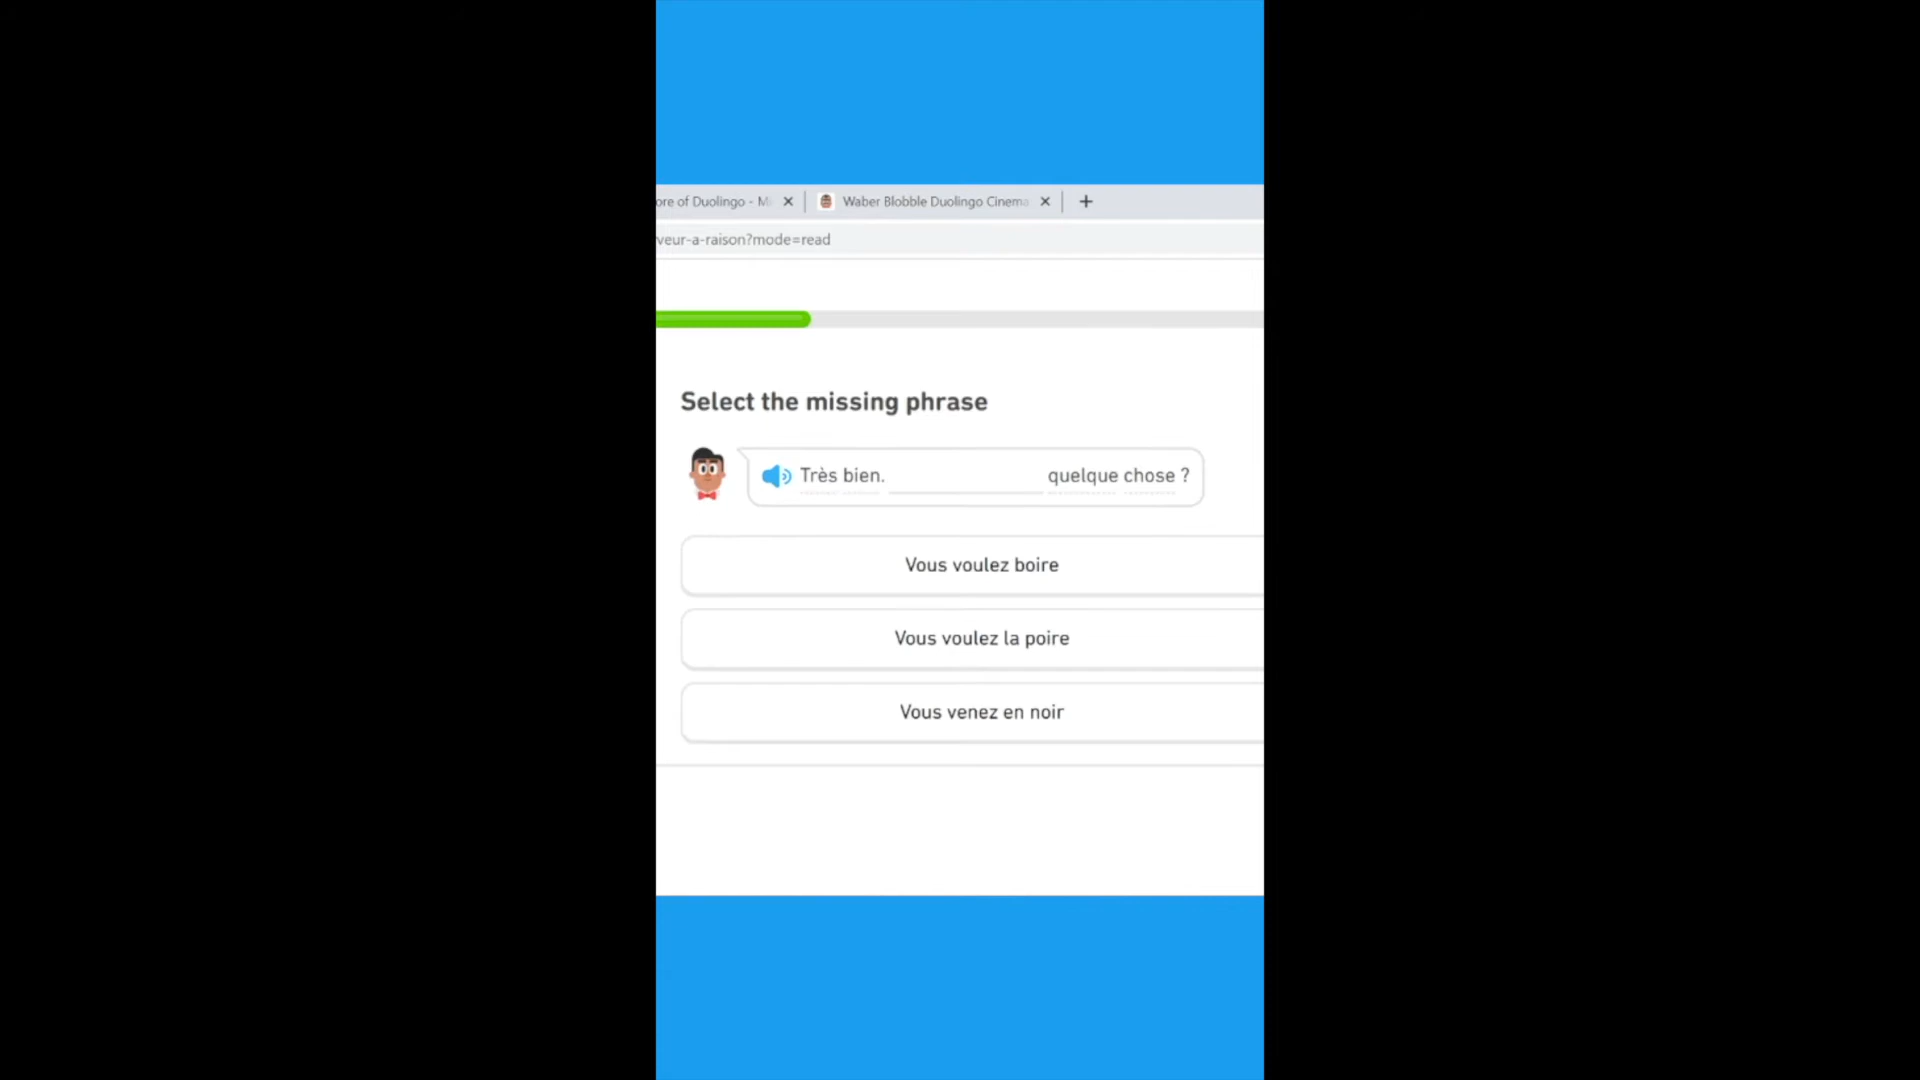 ore of Duolingo - M
Waber Blobble Duolingo Cinema
veur-a-raison?mode=read
Select the missing phrase
Très bien. quelque chose ?
Vous voulez boire
Vous voulez la poire
Vous venez en noir